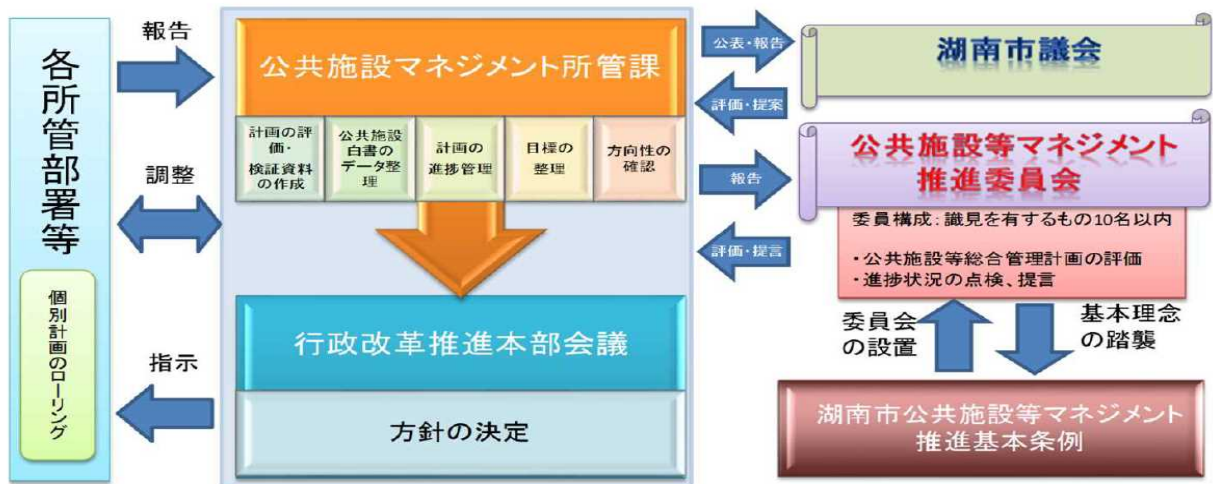 各所管部署等
個別計画のローリング
報告
調整
指示
公共施設マネジメント所管課
計画の評
価・
検証資料
の作成
公共施設
白書の
データ整
理
計画の
進捗管理
目標の
整理
方向性の
確認
行政改革推進本部会議
方針の決定
公表・報告
評価・提案
報告
評価・提言
湖南市議会
公共施設等マネジメント
推進委員会
委員構成：識見を有するもの10名以内
・公共施設等総合管理計画の評価
・進捗状況の点検、提言
委員会
の設置
基本理念
の踏襲
湖南市公共施設等マネジメント
推進基本条例